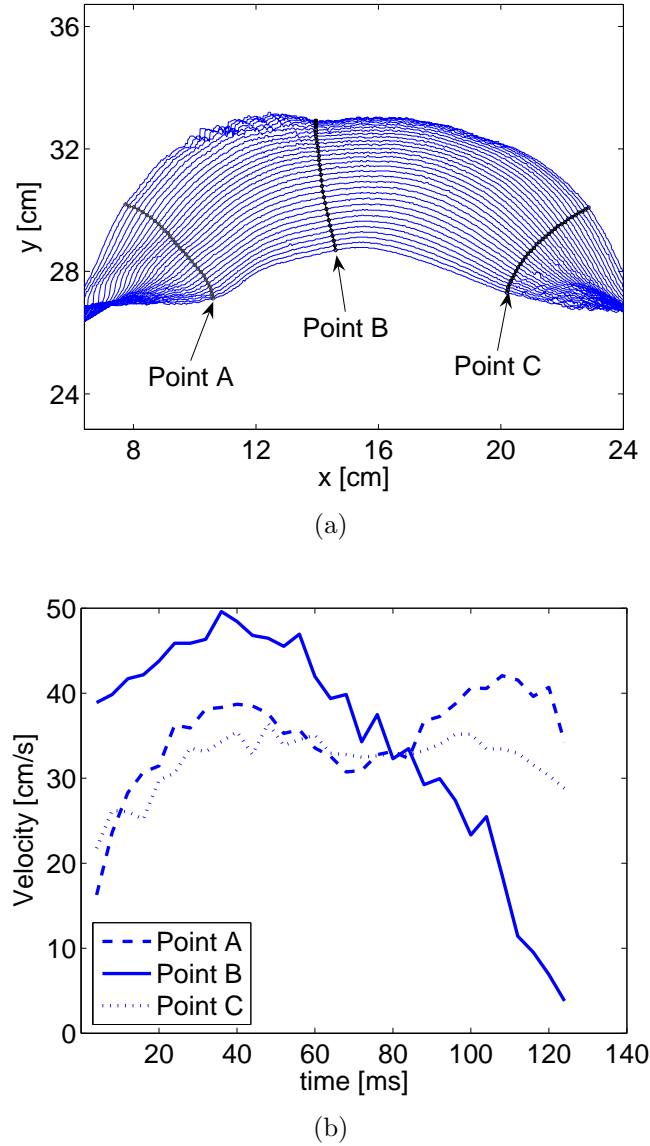 36
32
28
24
y [cm]
Point A
Point B
Point C
8 12 16 20 24
x [cm]
(a)
50
40
30
20
10
0
Velocity [cm/s]
Point A
Point B
Point C
20 40 60 80 100 120 140
time [ms]
(b)